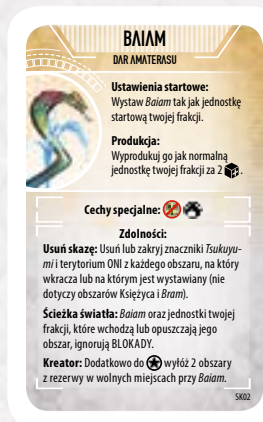 BAIAM
DAR AMATERASU
Ustawienia startowe:
Wystaw Baiam tak jak jednostkę
startową twojej frakcji.
Produkcja:
Wyprodukuj go jak normalną
jednostkę twojej frakcji za 2 .
Cechy specjalne:
Zdolności:
Usuń skazę: Usuń lub zakryj znaczniki Tsukuyu-
mi i terytorium ONI z każdego obszaru, na który
wkracza lub na którym jest wystawiany (nie
dotyczy obszarów Księżyca i Bram).
Ścieżka światła: Baiam oraz jednostki twojej
frakcji, które wchodzą lub opuszczają jego
obszar, ignorują BLOKADY.
Kreator: Dodatkowo do wyłóż 2 obszary
z rezerwy w wolnych miejscach przy Baiam.
SK02